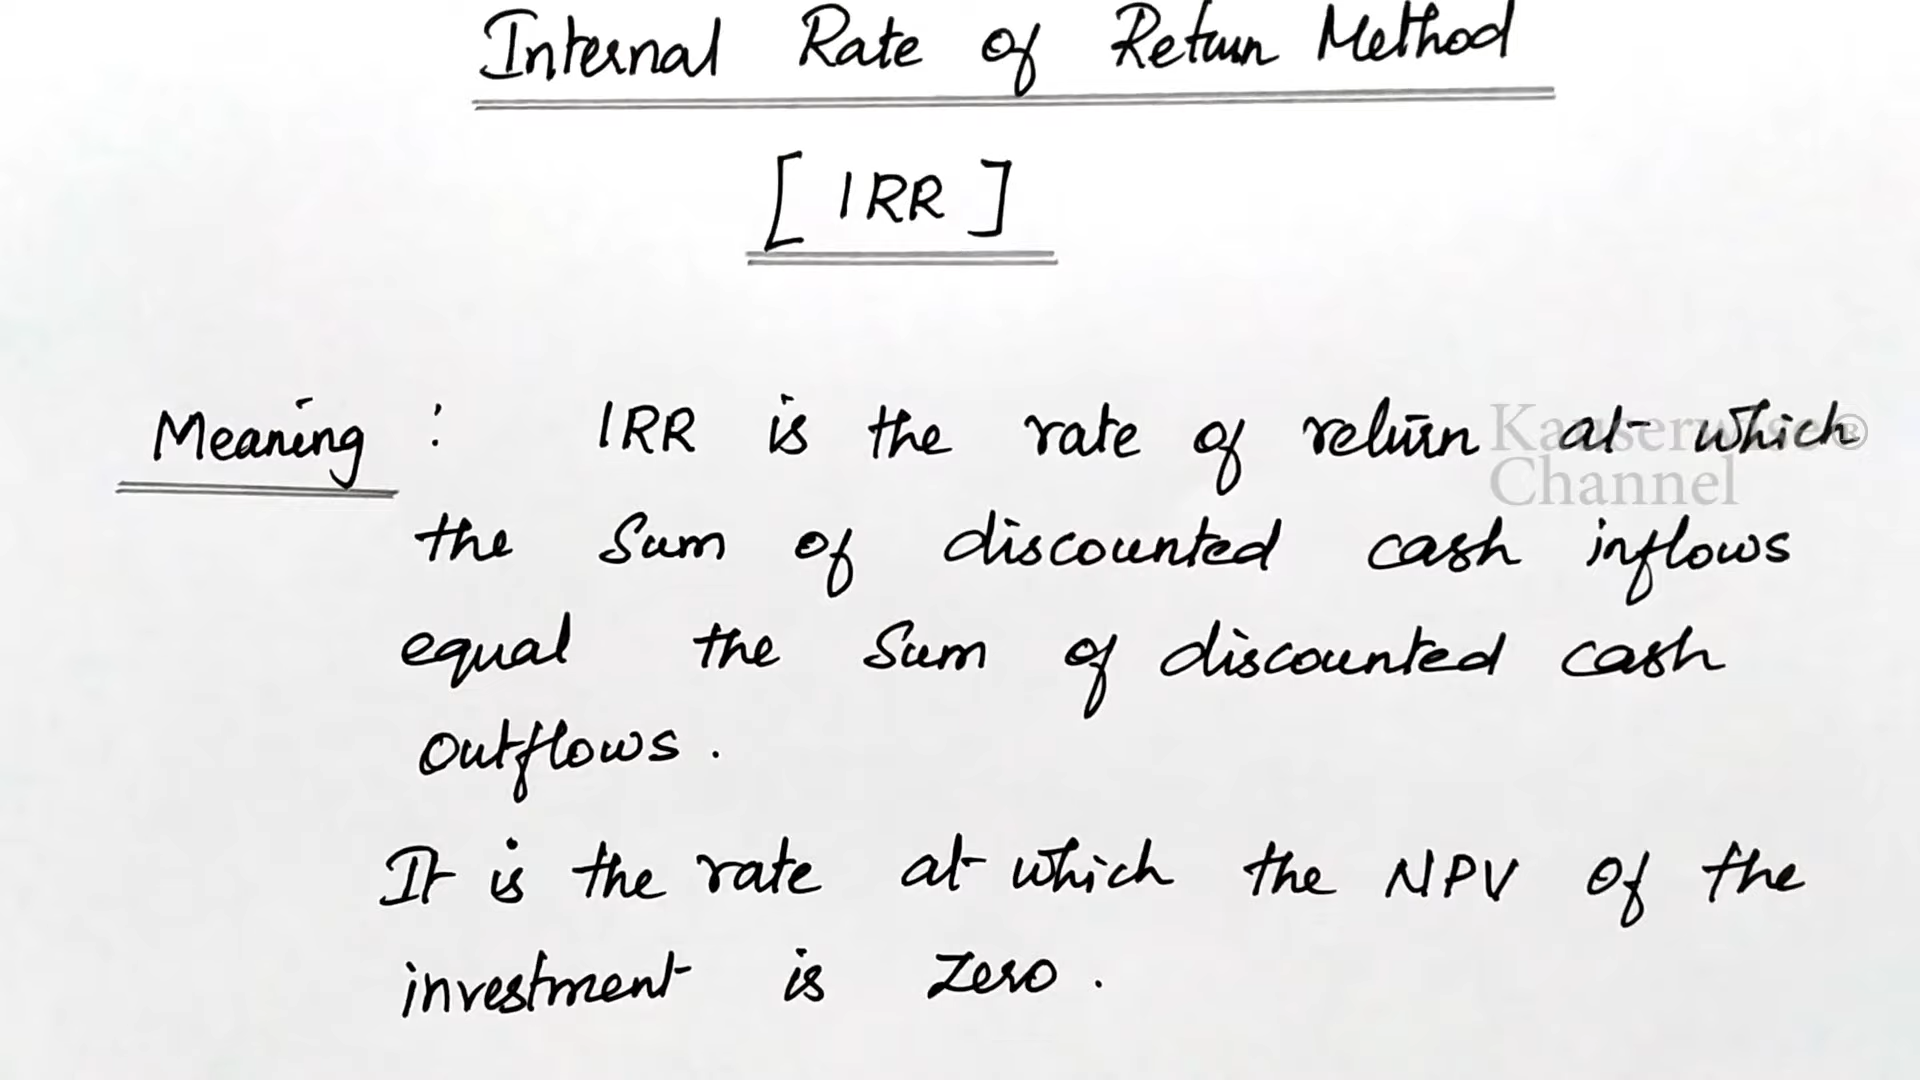 Internal Rate of Return Method
[ IRR ]
Meaning : IRR is the rate of return at which
Kauserwise®
Channel
the Sum of discounted cash inflows
equal the Sum of discounted cash
outflows.
It is the rate at which the NPV of the
investment is Zero.